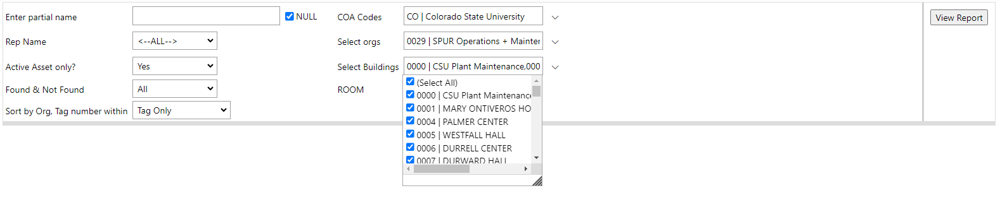 Enter partial name
NULL
COA Codes
CO | Colorado State University
View Report
Rep Name
<--ALL-->
Select orgs
0029 | SPUR Operations + Mainter
Active Asset only?
Yes
Select Buildings
0000 | CSU Plant Maintenance,000
Found & Not Found
All
ROOM
Sort by Org, Tag number within
Tag Only
(Select All)
0000 | CSU Plant Maintenance
0001 | MARY ONTIVEROS HO
0004 | PALMER CENTER
0005 | WESTFALL HALL
0006 | DURRELL CENTER
0007 | DURWARD HALL